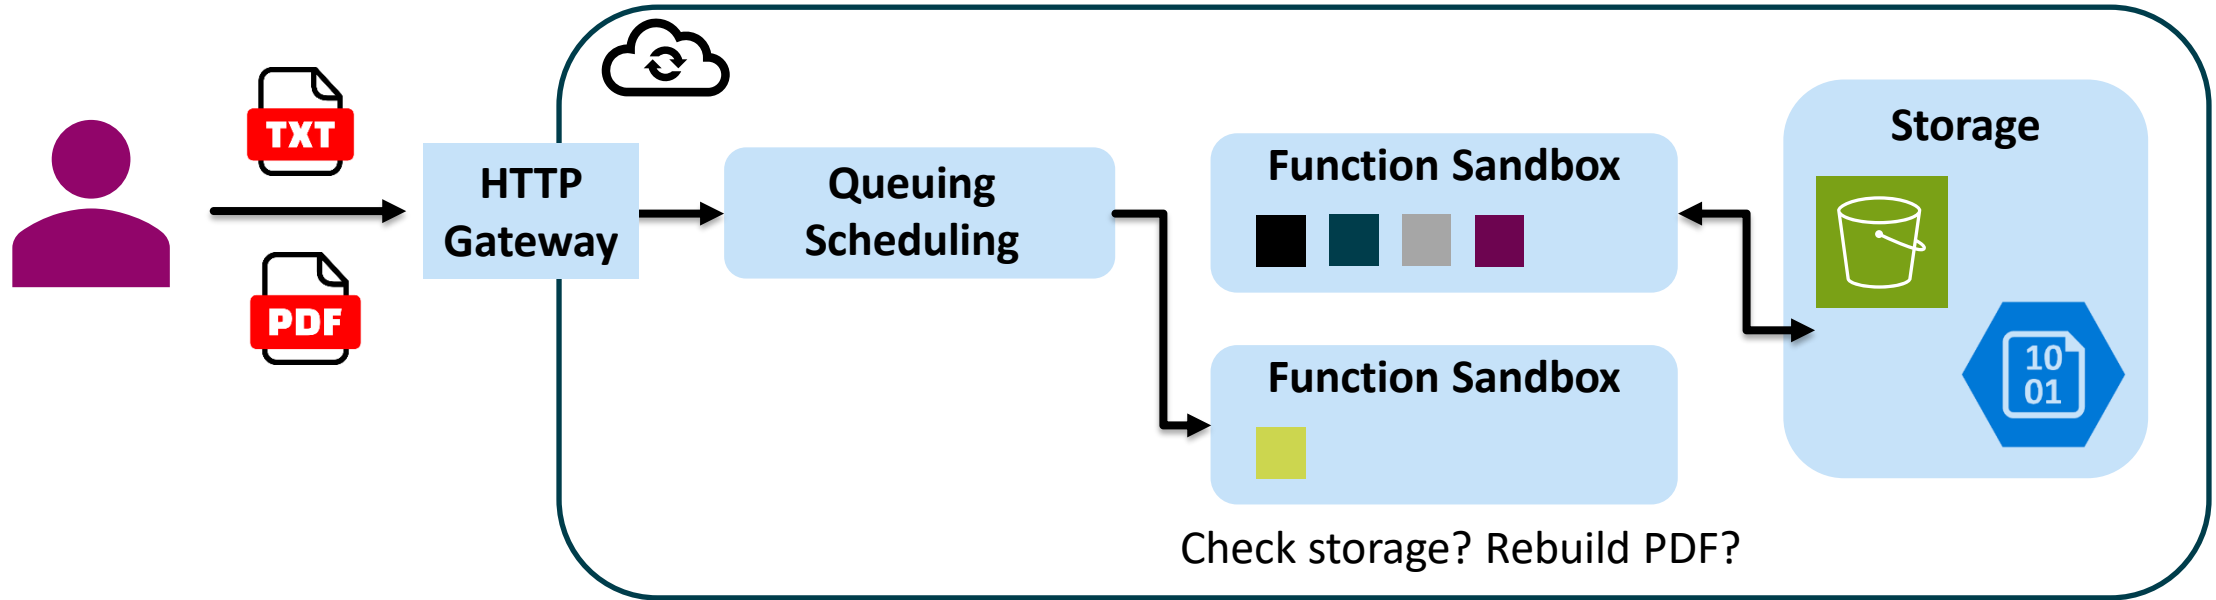 TXT
PDF
HTTP
Gateway
Queuing
Scheduling
Function Sandbox
Function Sandbox
Check storage? Rebuild PDF?
Storage
10
01